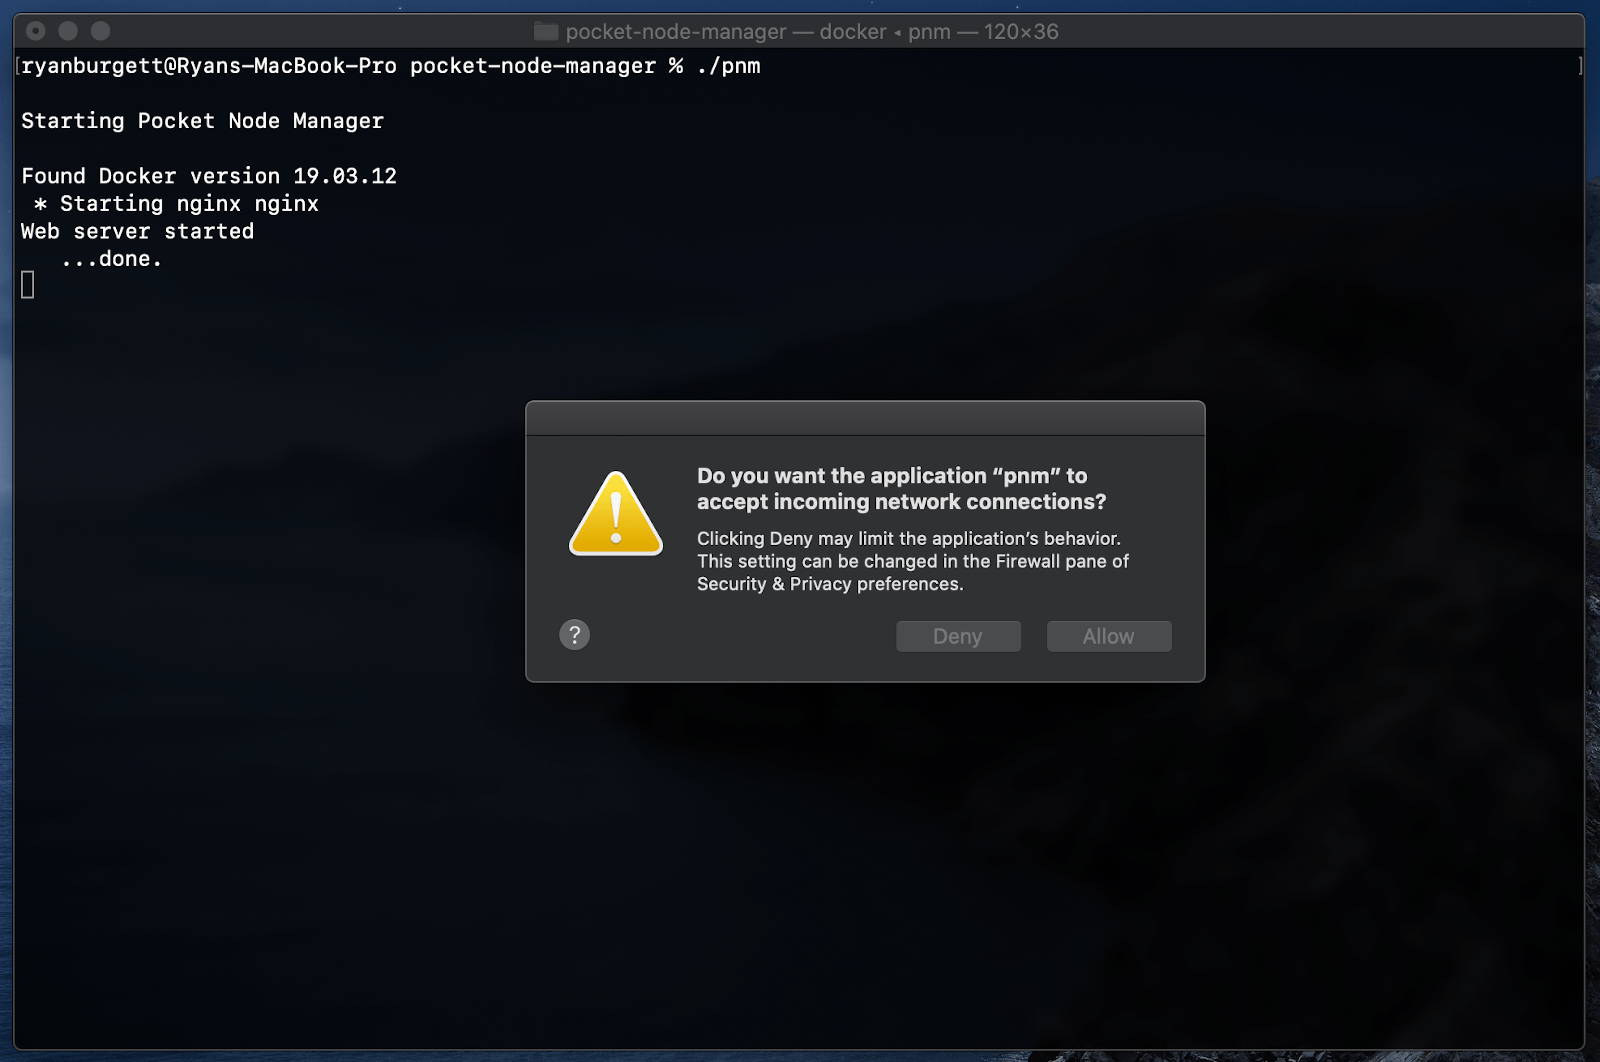 pocket-node-manager — docker ◂ pnm — 120×36
[ryanburgett@Ryans-MacBook-Pro pocket-node-manager % ./pnm ]
Starting Pocket Node Manager
Found Docker version 19.03.12
* Starting nginx nginx
Web server started
...done.
Do you want the application “pnm” to
accept incoming network connections?
Clicking Deny may limit the application’s behavior.
This setting can be changed in the Firewall pane of
Security & Privacy preferences.
? Deny Allow